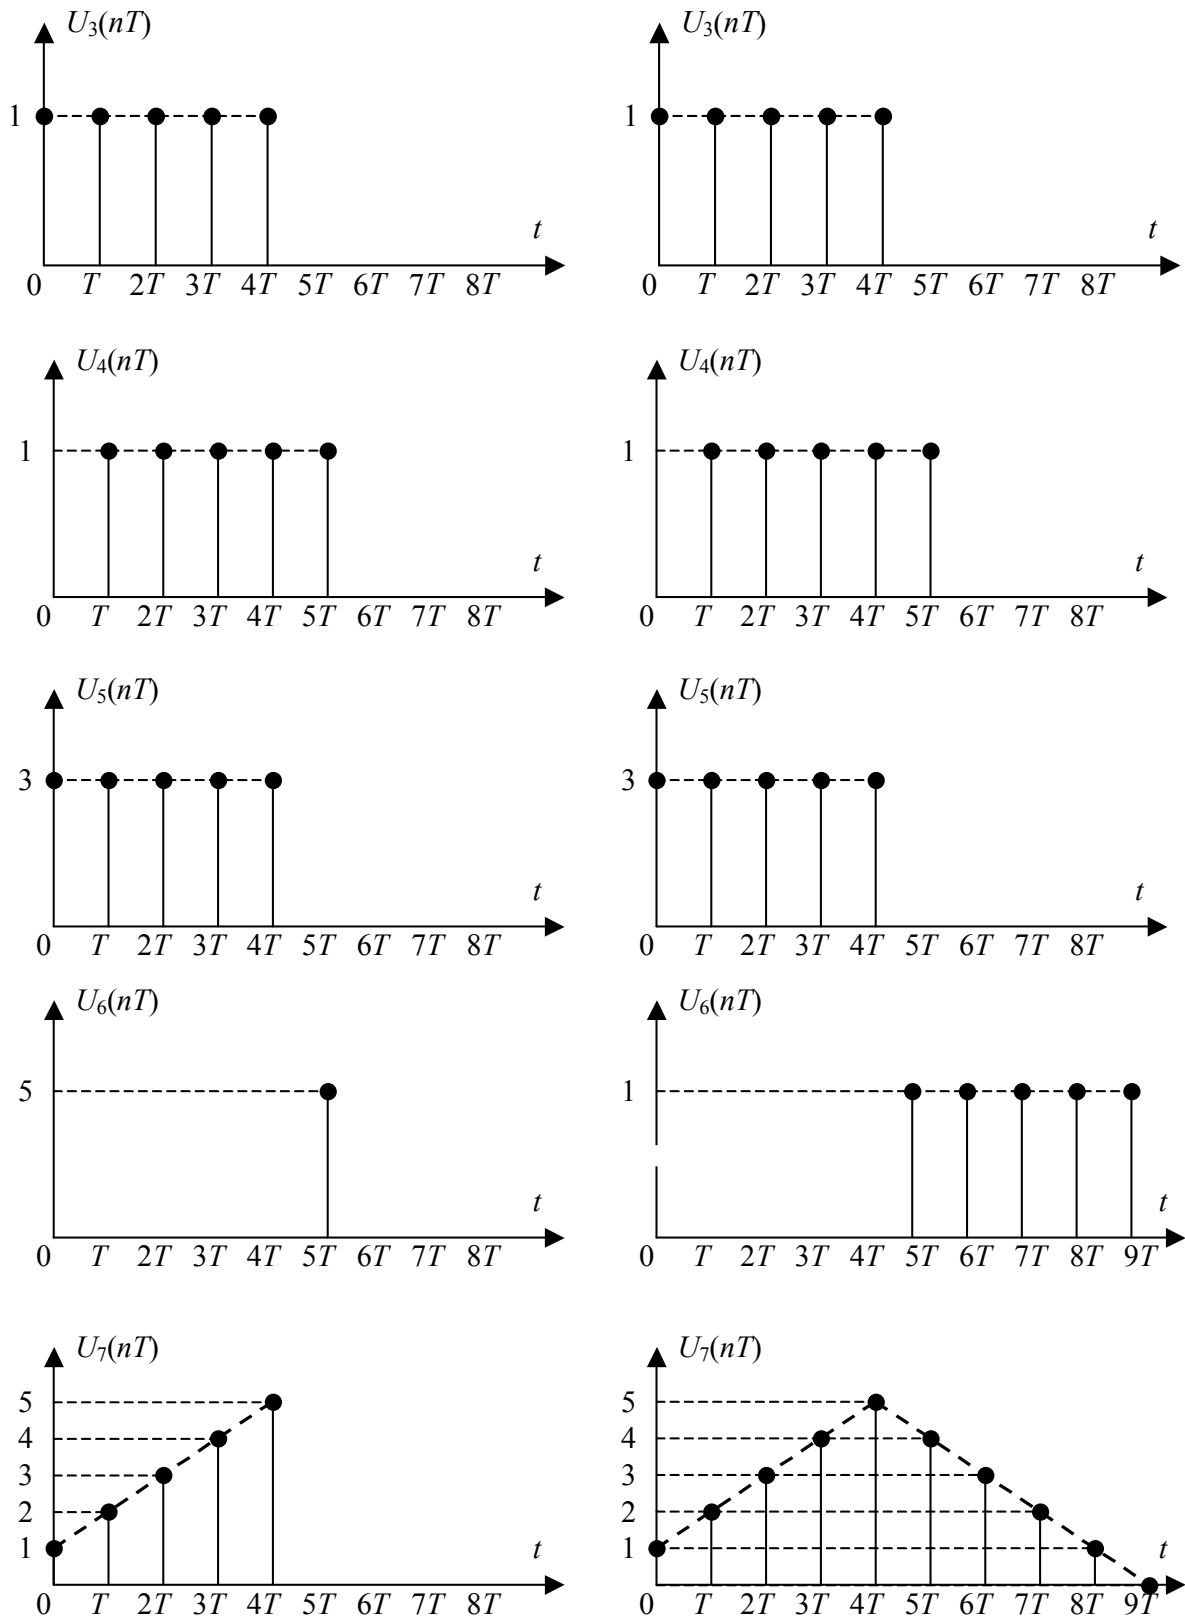 U3(nT) U3(nT)
1 1
t t
0 T 2T 3T 4T 5T 6T 7T 8T 0 T 2T 3T 4T 5T 6T 7T 8T
U4(nT) U4(nT)
1 1
t t
0 T 2T 3T 4T 5T 6T 7T 8T 0 T 2T 3T 4T 5T 6T 7T 8T
U5(nT) U5(nT)
3 3
t t
0 T 2T 3T 4T 5T 6T 7T 8T 0 T 2T 3T 4T 5T 6T 7T 8T
U6(nT) U6(nT)
5 1
t t
0 T 2T 3T 4T 5T 6T 7T 8T 0 T 2T 3T 4T 5T 6T 7T 8T 9T
U7(nT) U7(nT)
5 5
4 4
3 3
2 2
1 1
t t
0 T 2T 3T 4T 5T 6T 7T 8T 0 T 2T 3T 4T 5T 6T 7T 8T 9T